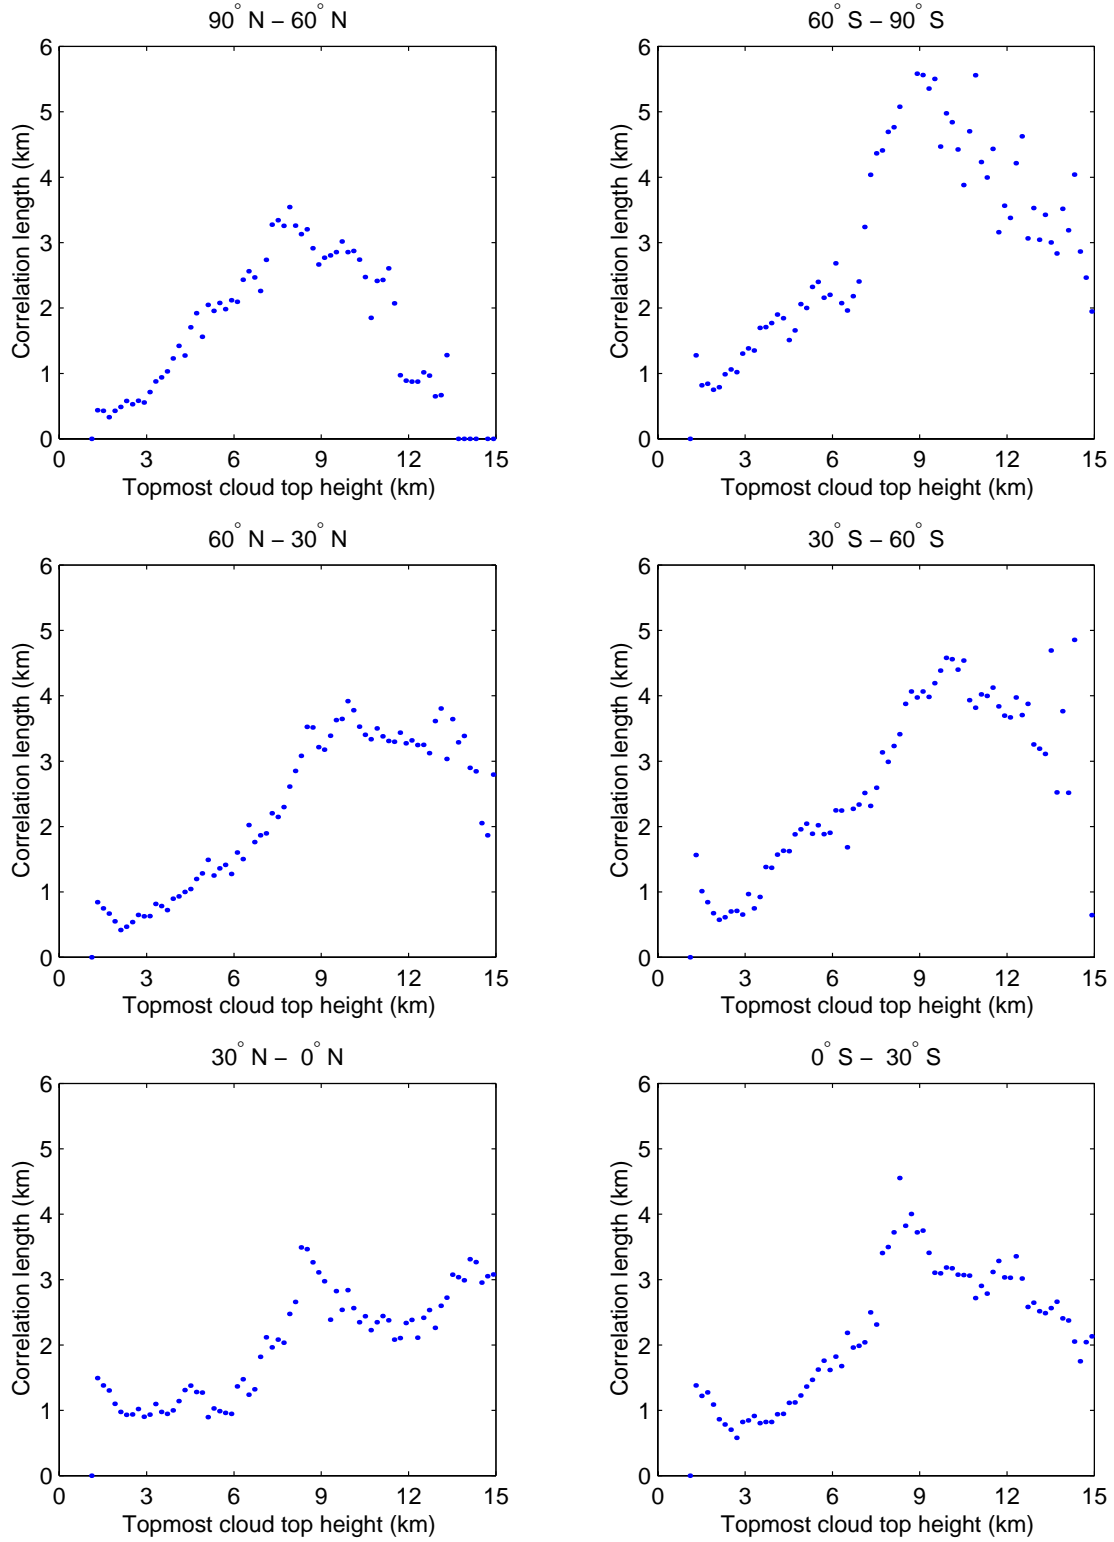 90° N – 60° N
6
5
4
3
2
1
0
Correlation length (km)
0 3 6 9 12 15
Topmost cloud top height (km)
60° S – 90° S
6
5
4
3
2
1
0
Correlation length (km)
0 3 6 9 12 15
Topmost cloud top height (km)
60° N – 30° N
6
5
4
3
2
1
0
Correlation length (km)
0 3 6 9 12 15
Topmost cloud top height (km)
30° S – 60° S
6
5
4
3
2
1
0
Correlation length (km)
0 3 6 9 12 15
Topmost cloud top height (km)
30° N – 0° N
6
5
4
3
2
1
0
Correlation length (km)
0 3 6 9 12 15
Topmost cloud top height (km)
0° S – 30° S
6
5
4
3
2
1
0
Correlation length (km)
0 3 6 9 12 15
Topmost cloud top height (km)